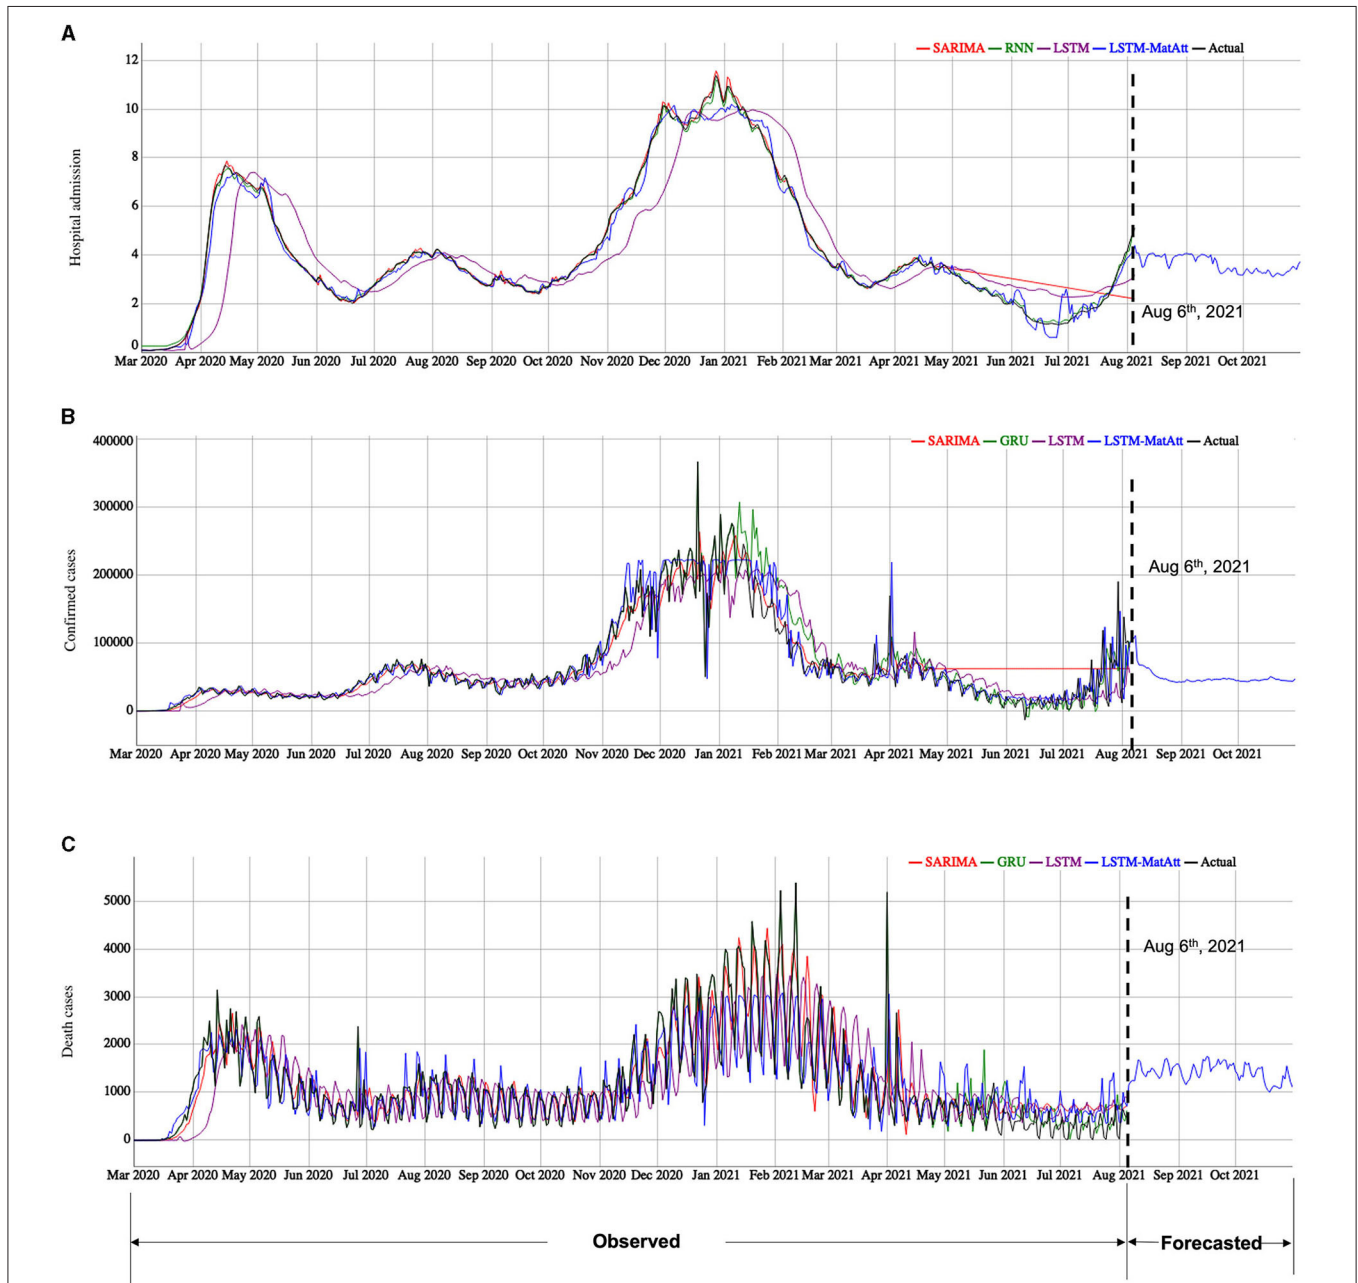 A
SARIMA RNN LSTM LSTM-MatAtt Actual
12
10
8
6
4
2
0
Hospital admission
Aug 6th, 2021
Mar 2020 Apr 2020 May 2020 Jun 2020 Jul 2020 Aug 2020 Sep 2020 Oct 2020 Nov 2020 Dec 2020 Jan 2021 Feb 2021 Mar 2021 Apr 2021 May 2021 Jun 2021 Jul 2021 Aug 2021 Sep 2021 Oct 2021
B
SARIMA GRU LSTM LSTM-MatAtt Actual
400000
300000
200000
100000
0
Confirmed cases
Aug 6th, 2021
Mar 2020 Apr 2020 May 2020 Jun 2020 Jul 2020 Aug 2020 Sep 2020 Oct 2020 Nov 2020 Dec 2020 Jan 2021 Feb 2021 Mar 2021 Apr 2021 May 2021 Jun 2021 Jul 2021 Aug 2021 Sep 2021 Oct 2021
C
SARIMA GRU LSTM LSTM-MatAtt Actual
5000
4000
3000
2000
1000
0
Death cases
Aug 6th, 2021
Mar 2020 Apr 2020 May 2020 Jun 2020 Jul 2020 Aug 2020 Sep 2020 Oct 2020 Nov 2020 Dec 2020 Jan 2021 Feb 2021 Mar 2021 Apr 2021 May 2021 Jun 2021 Jul 2021 Aug 2021 Sep 2021 Oct 2021
Observed
Forecasted